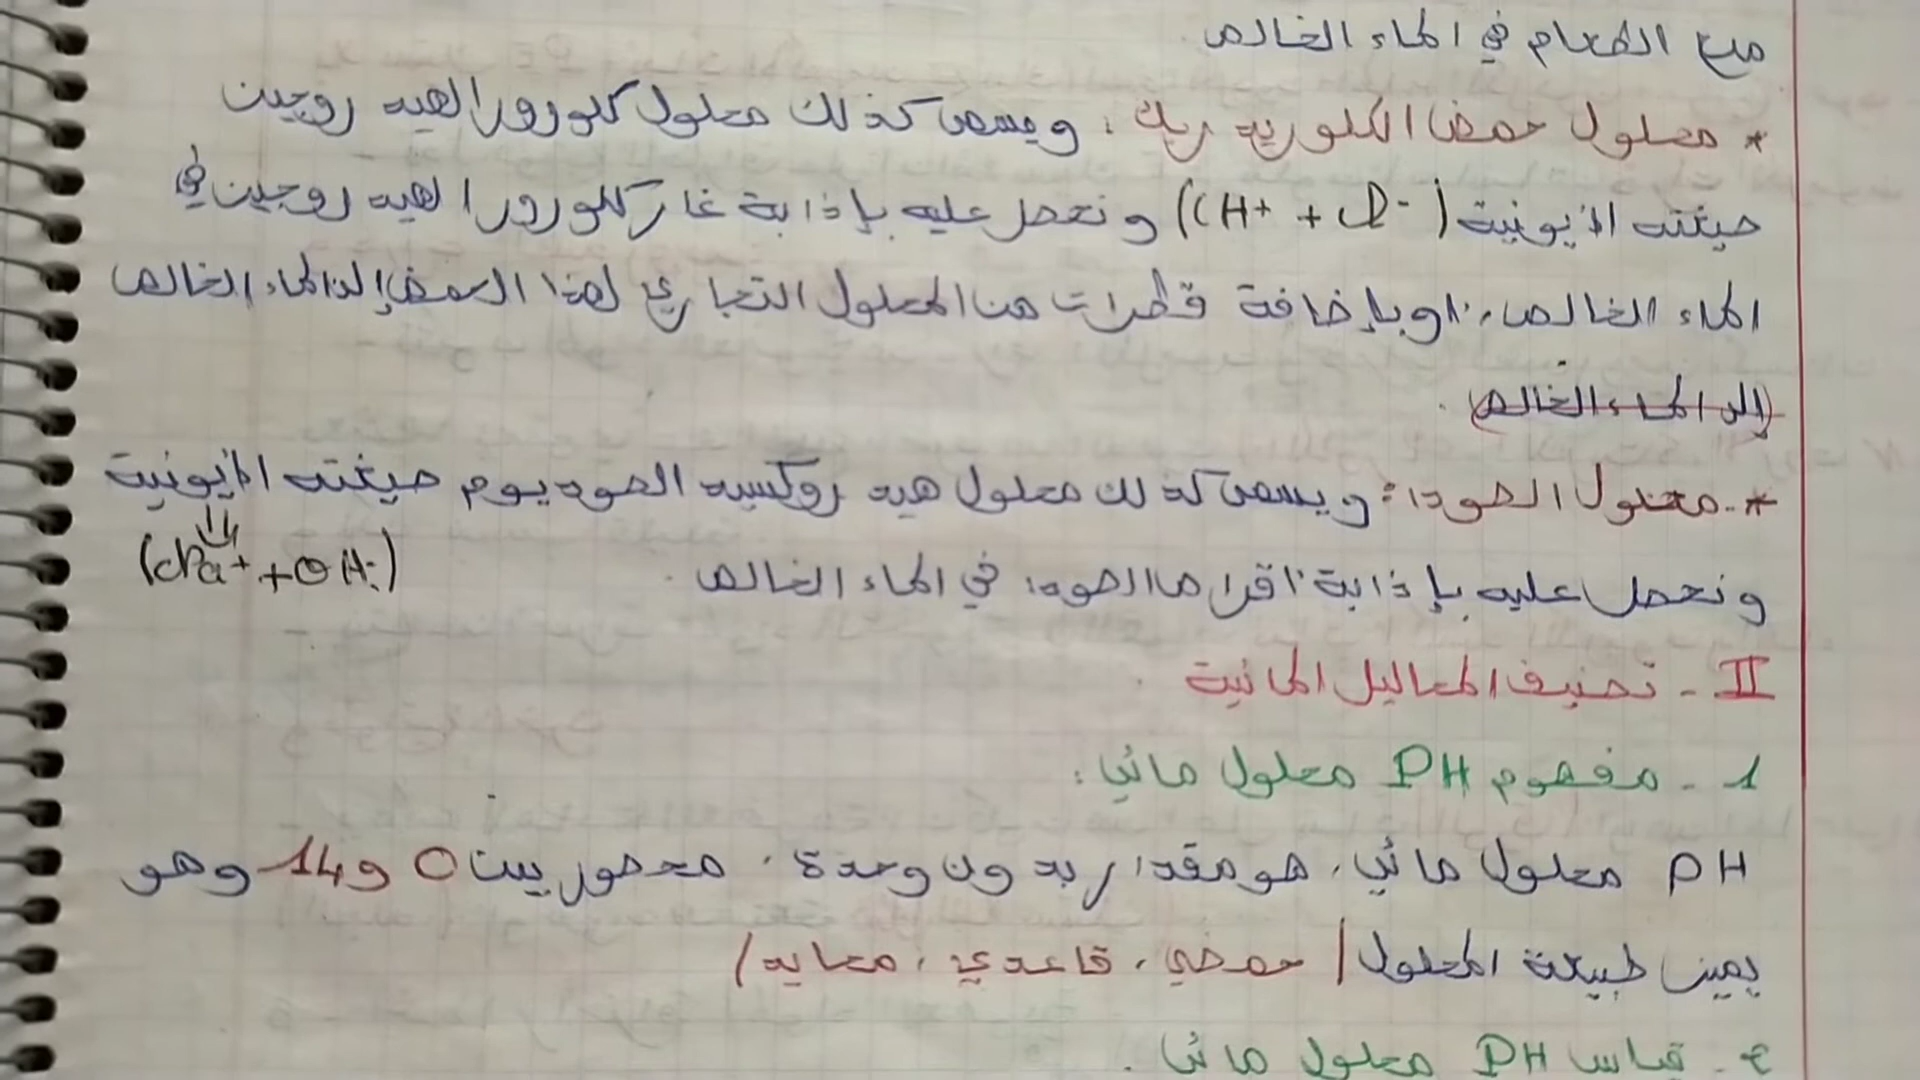 ملح الطعام في الماء الخالص
* محلول حمض الكلوريدريك: ويسمى كذلك محلول كلورور الهيدروجين
صيغته الأيونية (H+ + Cl-) ونحصل عليه بإذابة غاز كلورور الهيدروجين في
الماء الخالص، أو بإضافة قطرات من المحلول التجاري لهذا الحمض إلى الماء الخالص
(إلى الماء الخالص).
*- محلول الصودا: ويسمى كذلك محلول هيدروكسيد الصوديوم صيغته الأيونية
(Na+ + OH-)
ونحصل عليه بإذابة أقراص الصودا في الماء الخالص.
II - تصنيف المحاليل المائية.
1 - مفهوم PH محلول مائي:
PH محلول مائي، هو مقدار بدون وحدة، محصور بين 0 و 14 وهو
يميز طبيعة المحلول / حمضي، قاعدي، محايد /
2 - قياس PH محلول مائي.